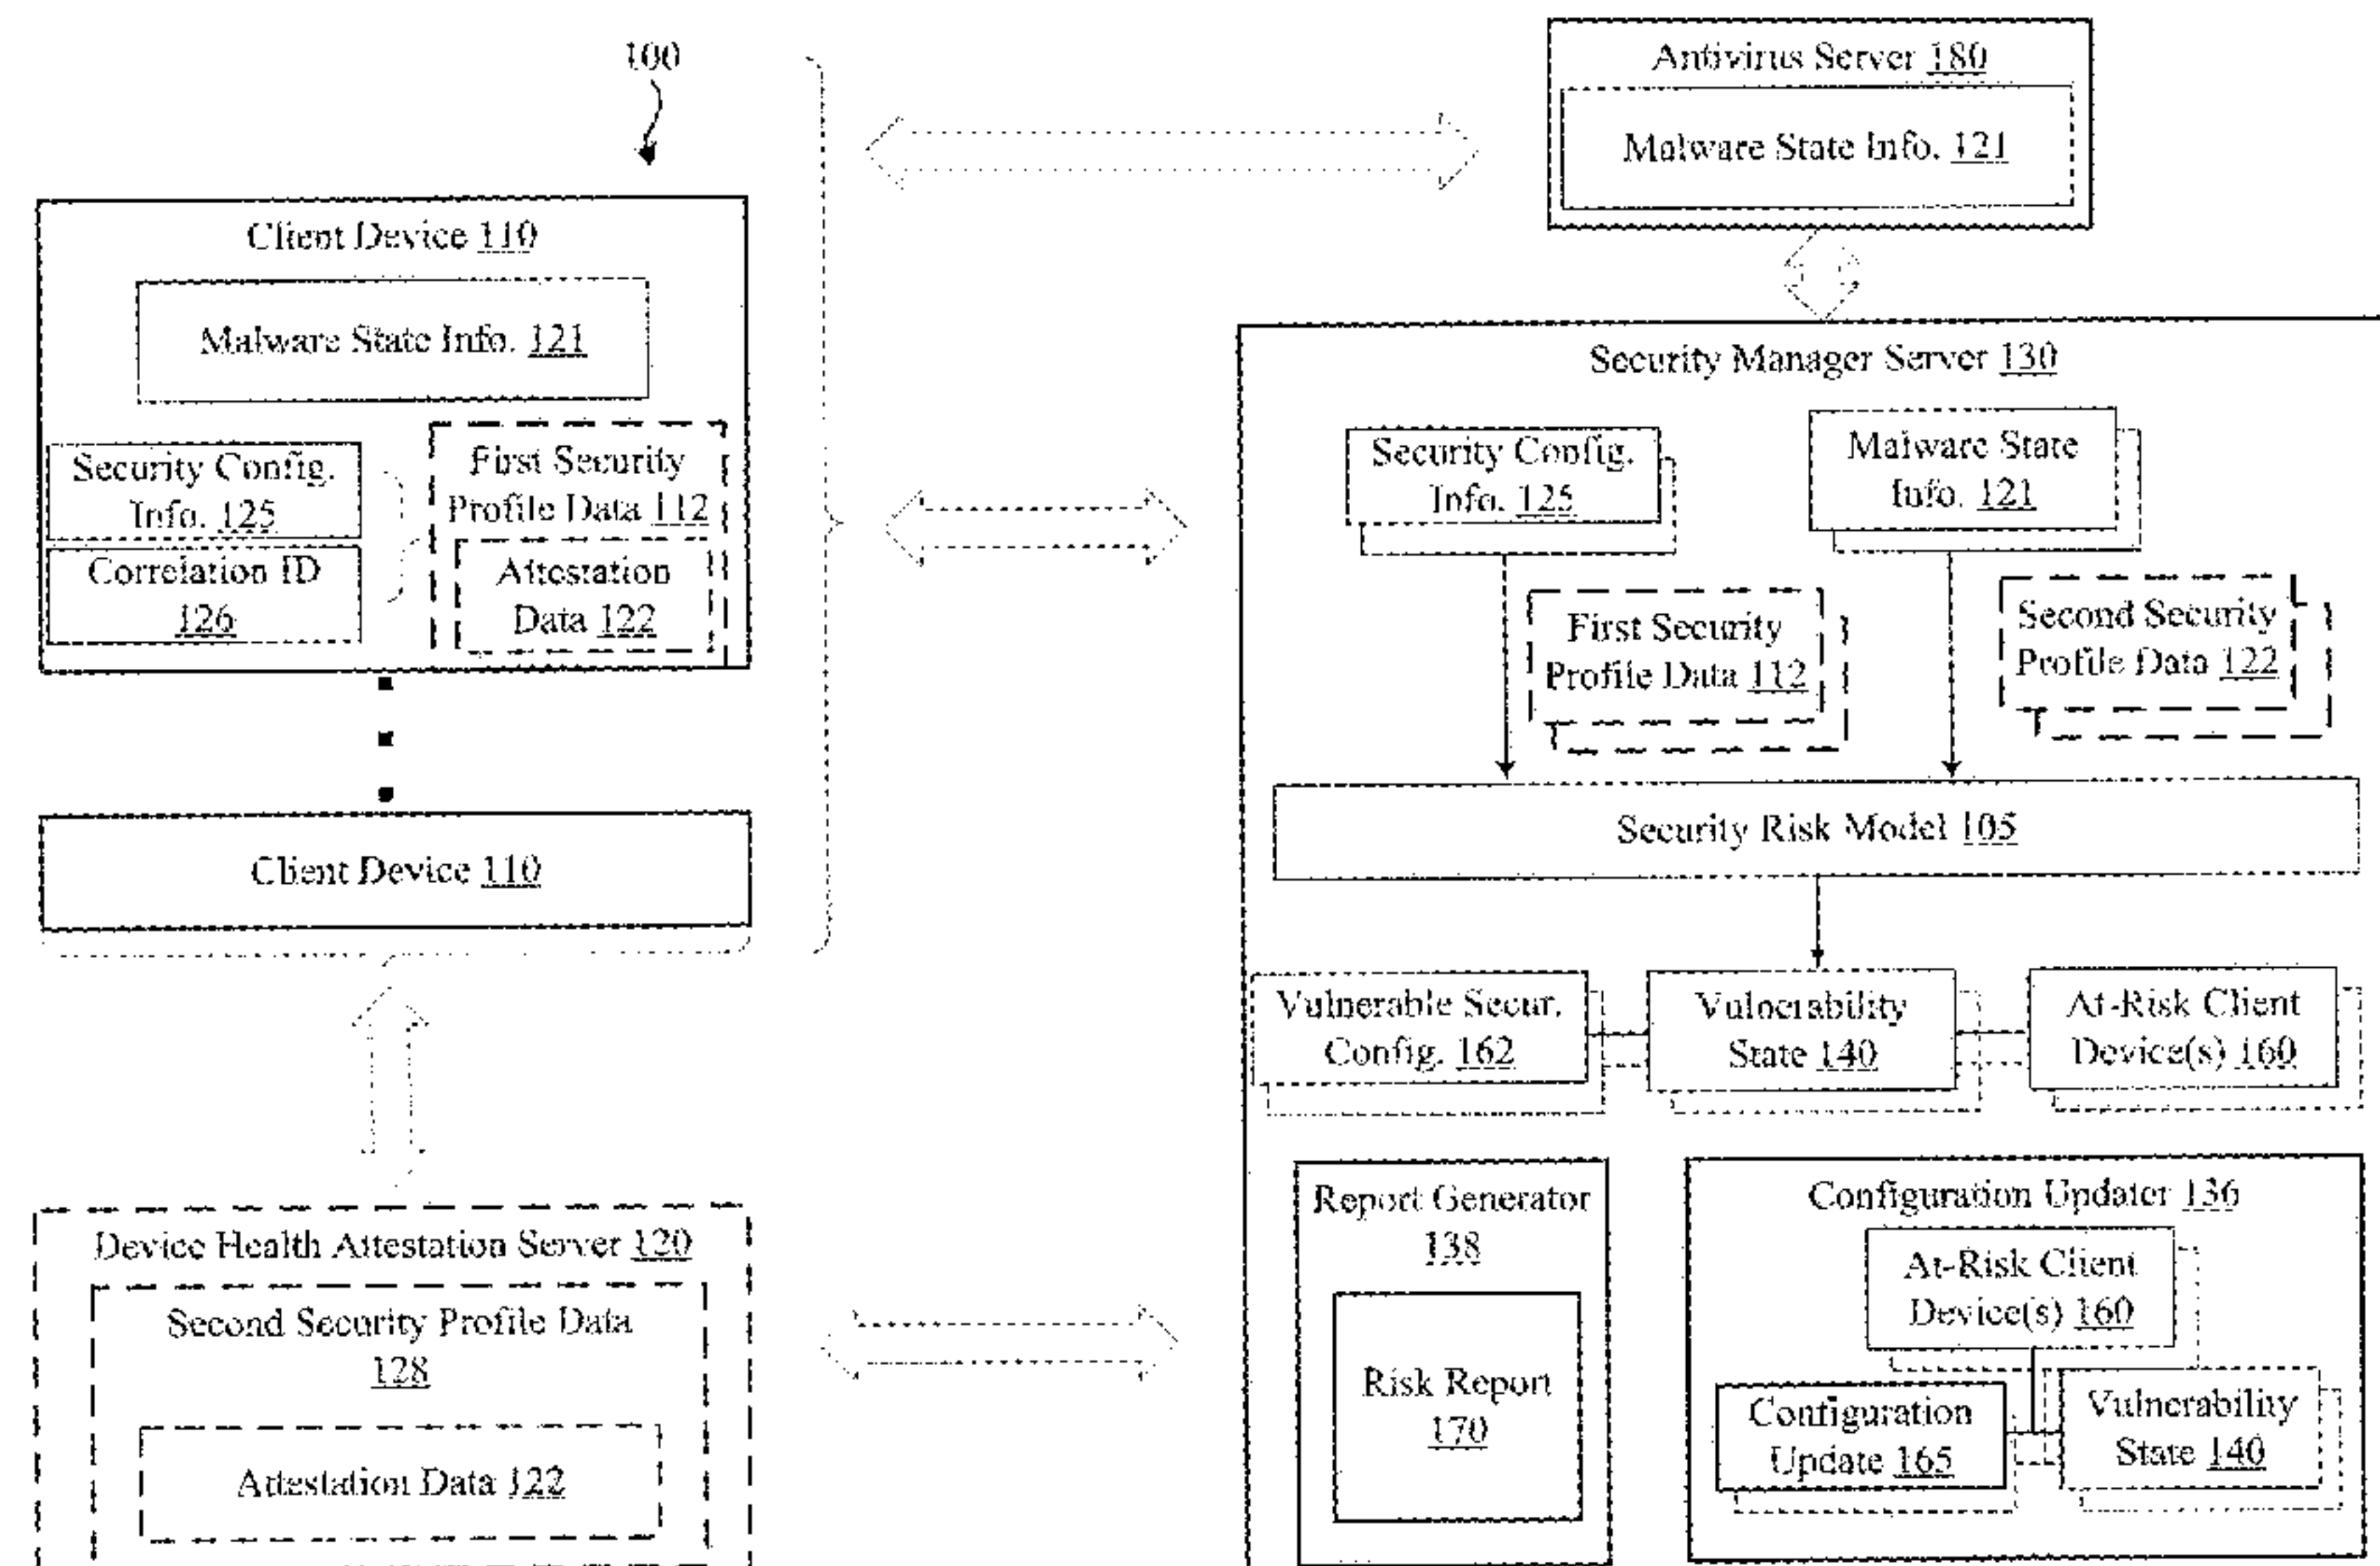 100
Antivirus Server 180
Malware State Info. 121
Client Device 110
Malware State Info. 121
Security Config.
Info. 125
Correlation ID
126
First Security
Profile Data 112
Attestation
Data 122
Client Device 110
Device Health Attestation Server 120
Second Security Profile Data
128
Attestation Data 122
Security Manager Server 130
Security Config.
Info. 125
Malware State
Info. 121
First Security
Profile Data 112
Second Security
Profile Data 122
Security Risk Model 105
Vulnerable Secur.
Config. 162
Vulnerability
State 140
At-Risk Client
Device(s) 160
Report Generator
138
Risk Report
170
Configuration Updater 136
At-Risk Client
Device(s) 160
Configuration
Update 165
Vulnerability
State 140